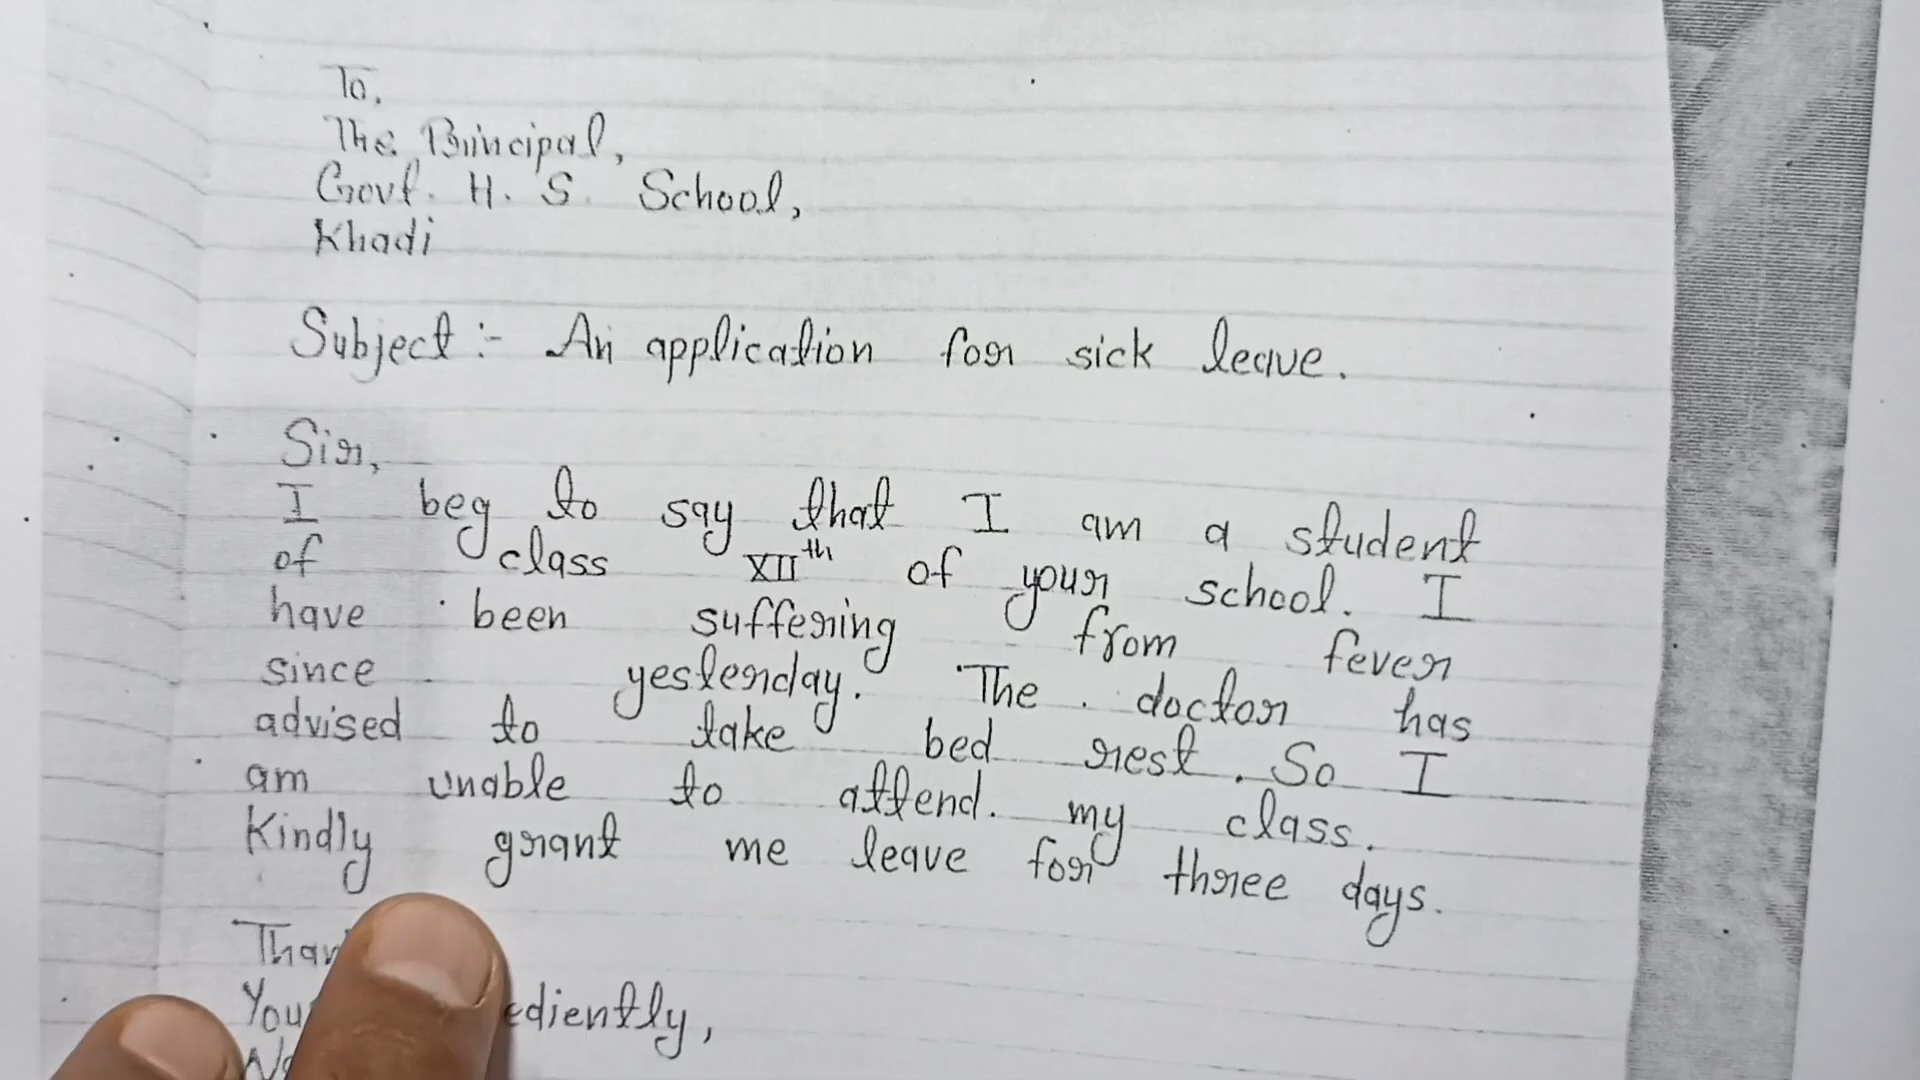 To,
The Principal,
Govt. H. S. School,
Khadi
Subject :- An application for sick leave.
Sir,
I beg to say that I am a student
of class XIIth of your school. I
have been suffering from fever
since yesterday. The doctor has
advised to take bed rest. So I
am unable to attend. my class.
Kindly grant me leave for three days.